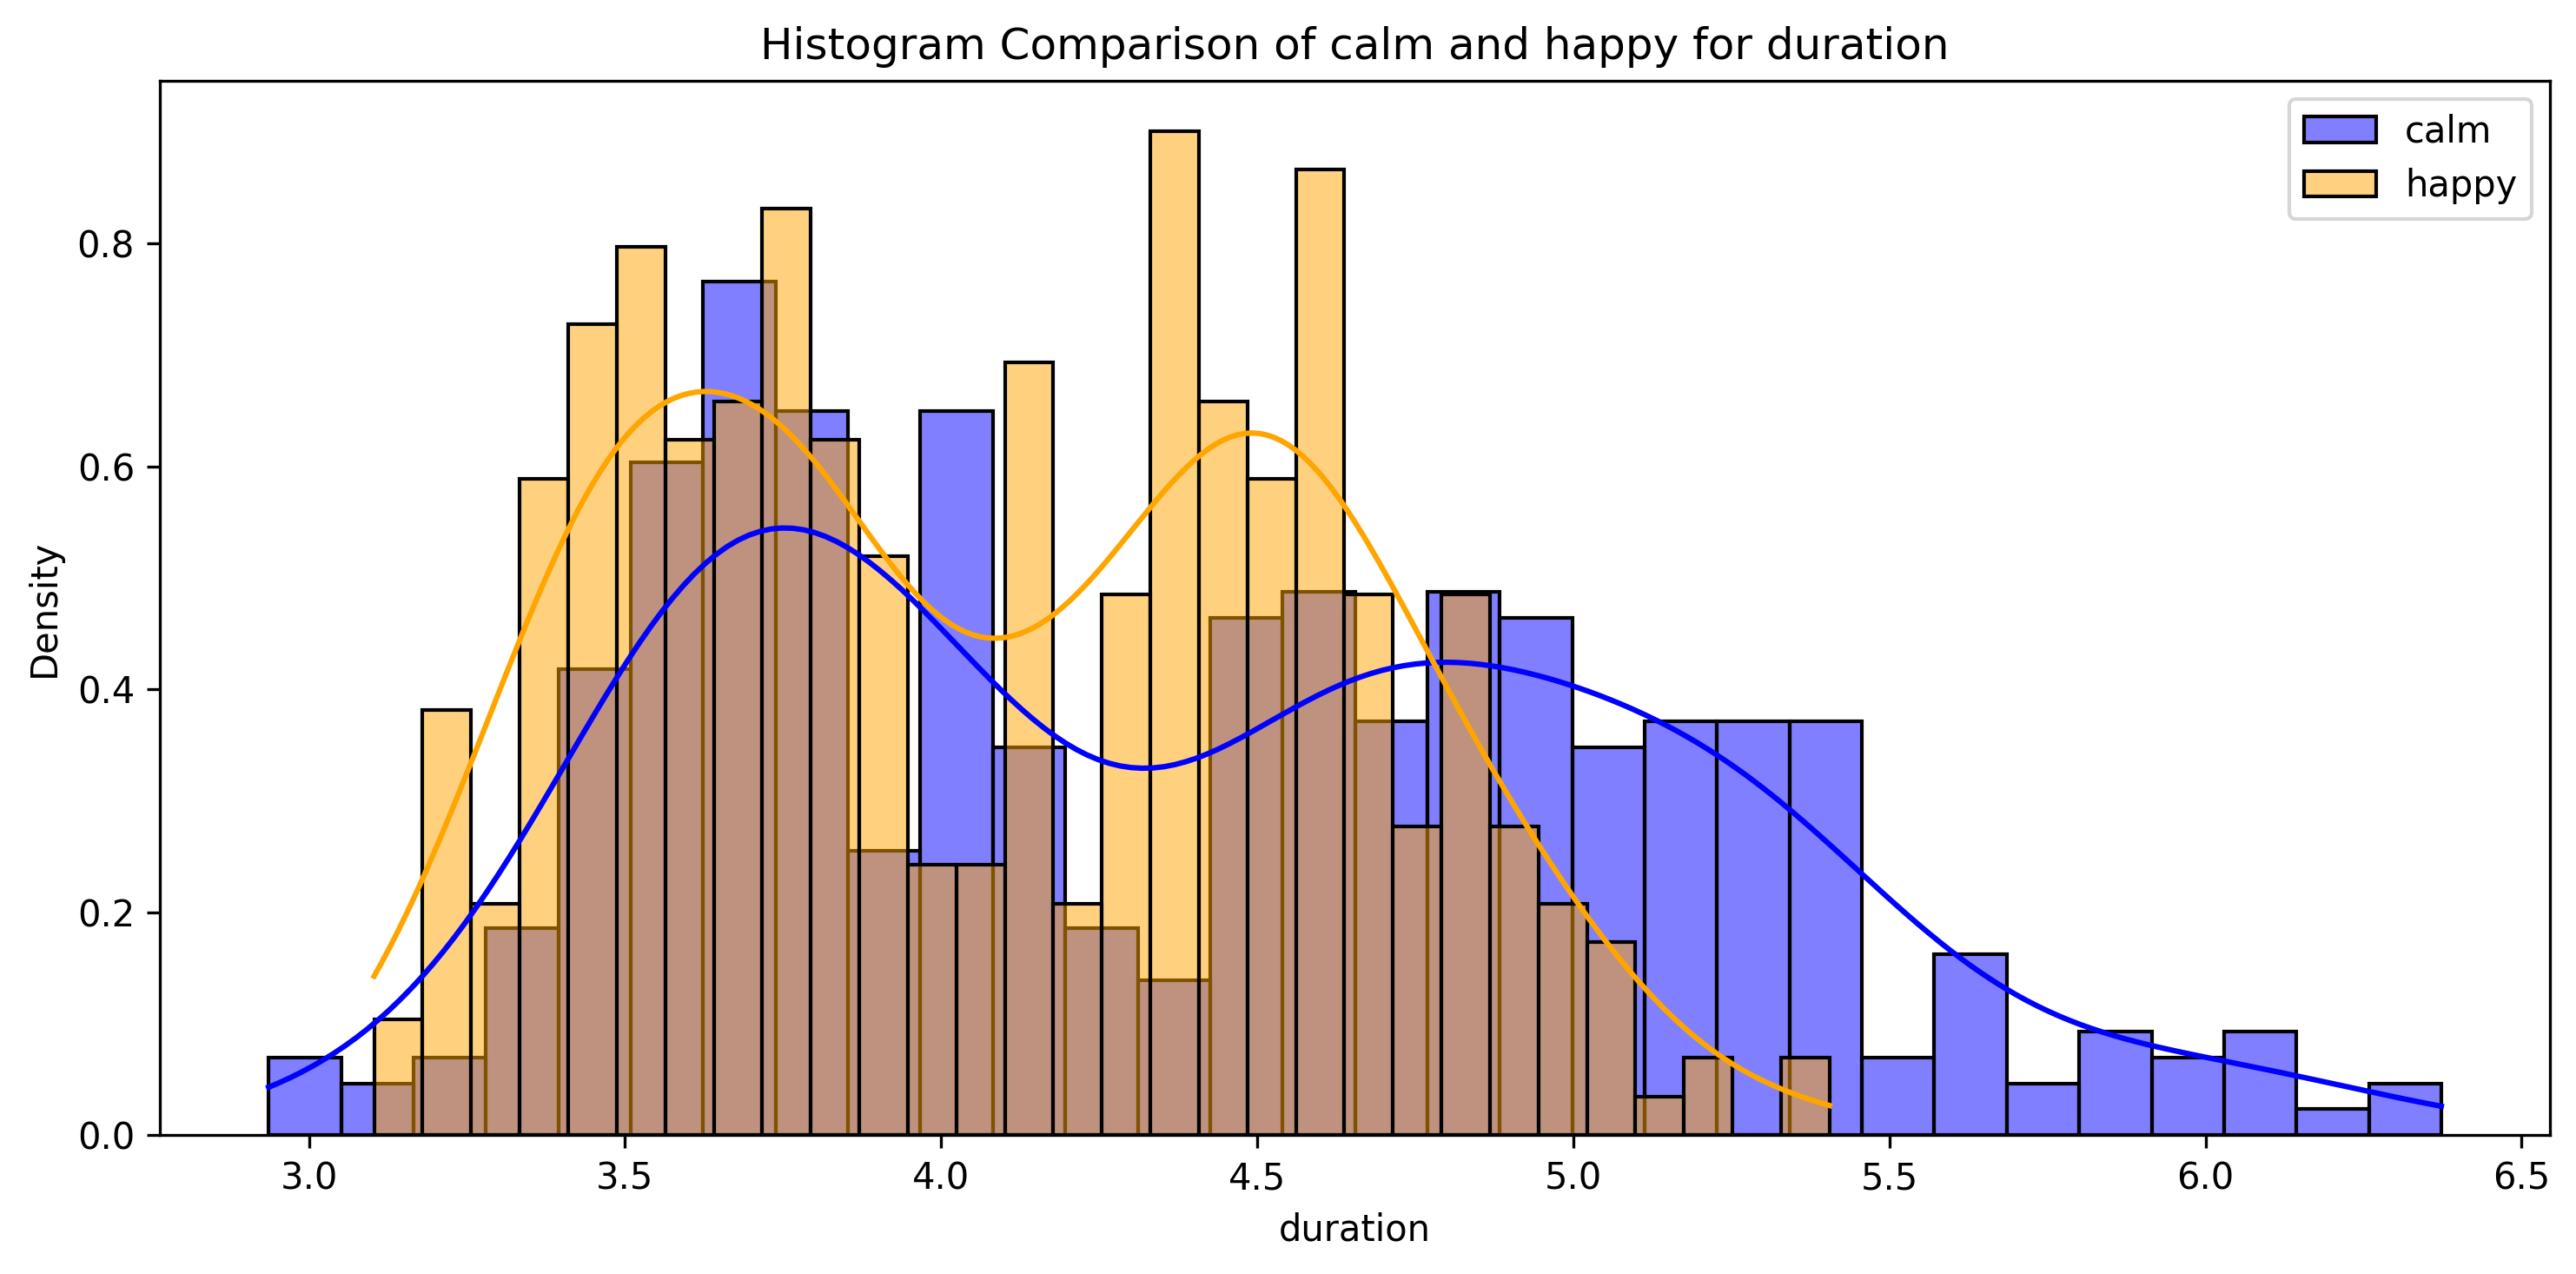 Histogram Comparison of calm and happy for duration
calm
happy
Density
0.8
0.6
0.4
0.2
0.0
3.0 3.5 4.0 4.5 5.0 5.5 6.0 6.5
duration